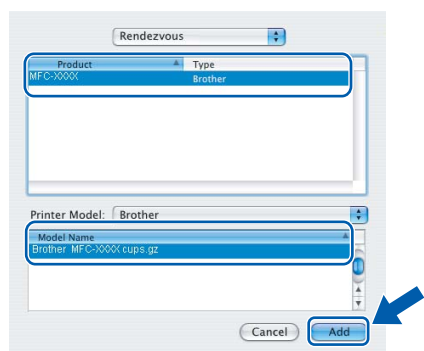 Rendezvous
Product Type
MFC-XXXX Brother
Printer Model: Brother
Model Name
Brother MFC-XXXX cups.gz
Cancel Add